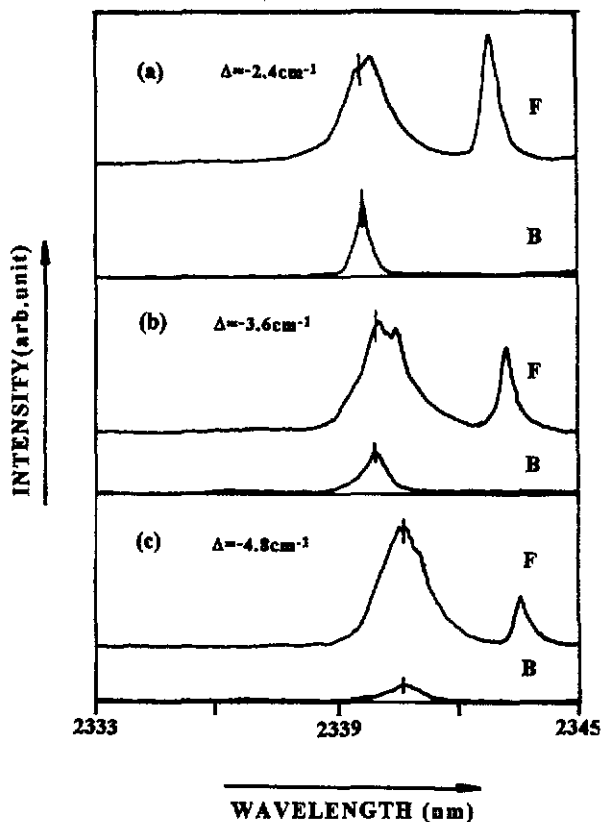 (a) Δ=-2.4cm-1
F
B
(b) Δ=-3.6cm-1
F
B
(c) Δ=-4.8cm-1
F
B
INTENSITY(arb.unit)
2333 2339 2345
WAVELENGTH (nm)